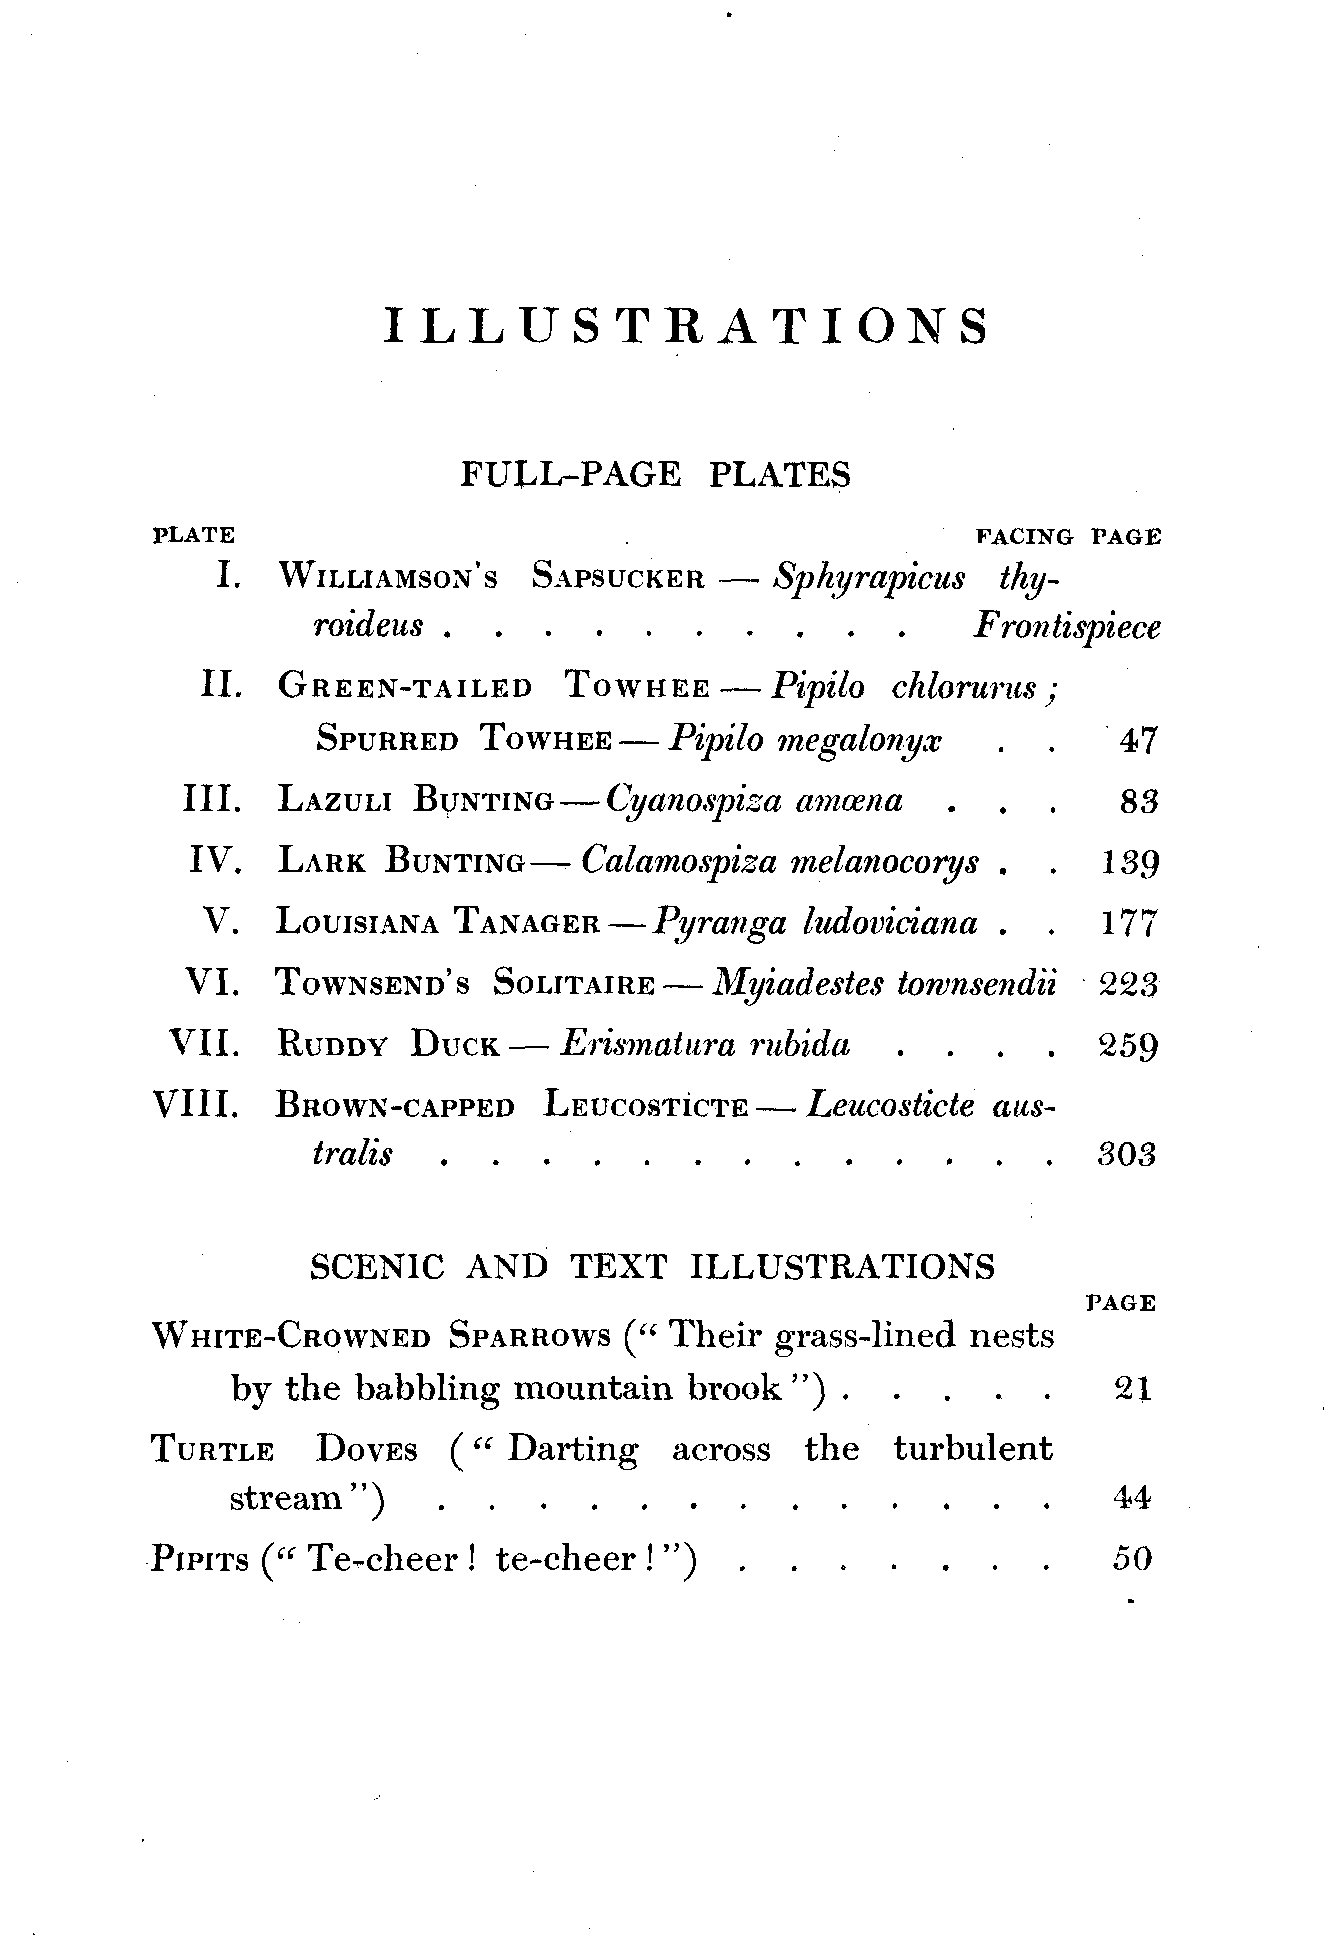 ILLUSTRATIONS
FULL-PAGE PLATES
PLATE FACING PAGE
I. Williamson's Sapsucker — Sphyrapicus thy-
roideus . . . . . . . . . . Frontispiece
II. Green-tailed Towhee — Pipilo chlorurus;
Spurred Towhee — Pipilo megalonyx . . 47
III. Lazuli Bunting — Cyanospiza amœna . . . 83
IV. Lark Bunting — Calamospiza melanocorys . . 139
V. Louisiana Tanager — Pyranga ludoviciana . . 177
VI. Townsend's Solitaire — Myiadestes townsendii 223
VII. Ruddy Duck — Erismatura rubida . . . . 259
VIII. Brown-capped Leucosticte — Leucosticte aus-
tralis . . . . . . . . . . . . . 303
SCENIC AND TEXT ILLUSTRATIONS
PAGE
White-Crowned Sparrows (“Their grass-lined nests
by the babbling mountain brook”) . . . . . 21
Turtle Doves (“Darting across the turbulent
stream”) . . . . . . . . . . . . . 44
Pipits (“Te-cheer! te-cheer!”) . . . . . . . 50